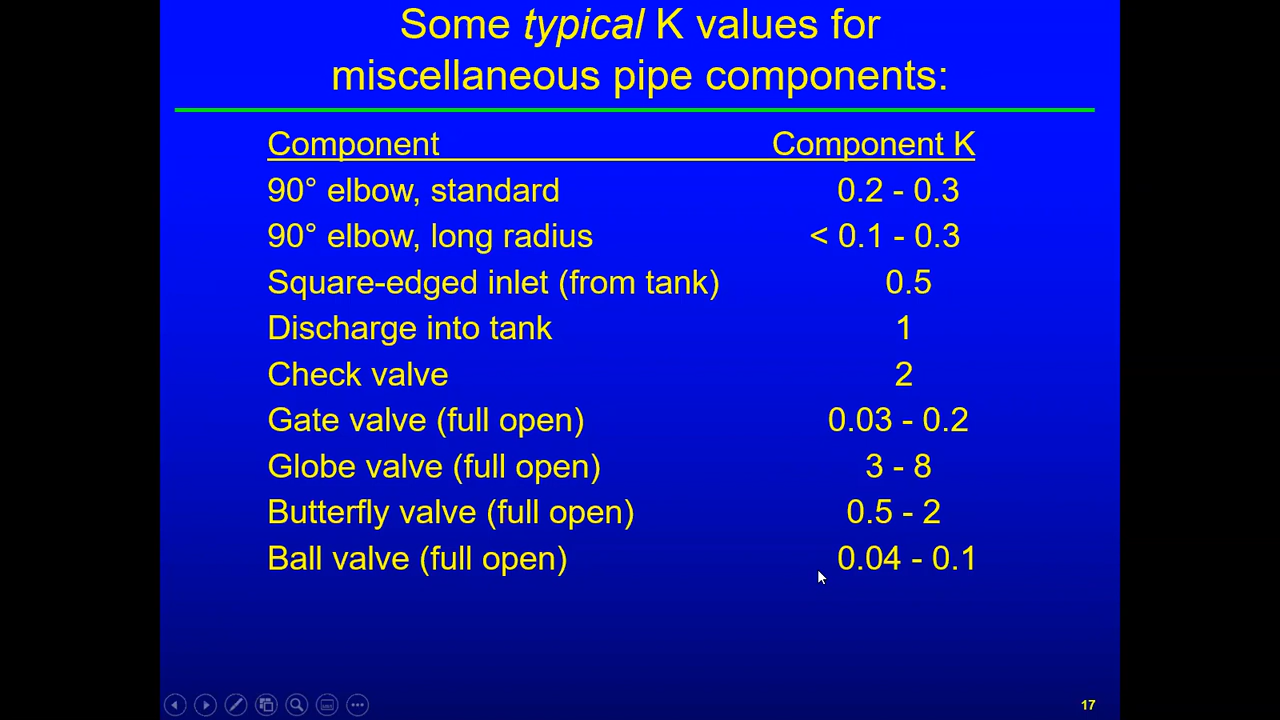 Some typical K values for
miscellaneous pipe components:
Component Component K
90° elbow, standard 0.2 - 0.3
90° elbow, long radius < 0.1 - 0.3
Square-edged inlet (from tank) 0.5
Discharge into tank 1
Check valve 2
Gate valve (full open) 0.03 - 0.2
Globe valve (full open) 3 - 8
Butterfly valve (full open) 0.5 - 2
Ball valve (full open) 0.04 - 0.1
17